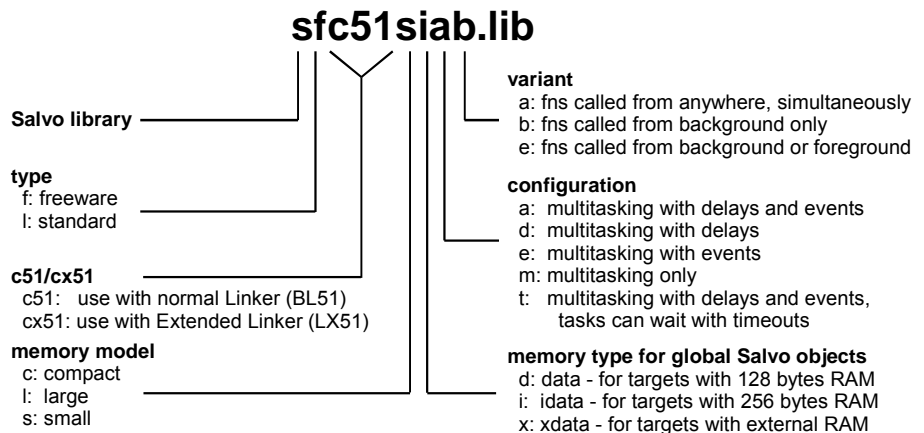 sfc51siab.lib
Salvo library
type
f: freeware
l: standard
c51/cx51
c51: use with normal Linker (BL51)
cx51: use with Extended Linker (LX51)
memory model
c: compact
l: large
s: small
variant
a: fns called from anywhere, simultaneously
b: fns called from background only
e: fns called from background or foreground
configuration
a: multitasking with delays and events
d: multitasking with delays
e: multitasking with events
m: multitasking only
t: multitasking with delays and events,
tasks can wait with timeouts
memory type for global Salvo objects
d: data - for targets with 128 bytes RAM
i: idata - for targets with 256 bytes RAM
x: xdata - for targets with external RAM